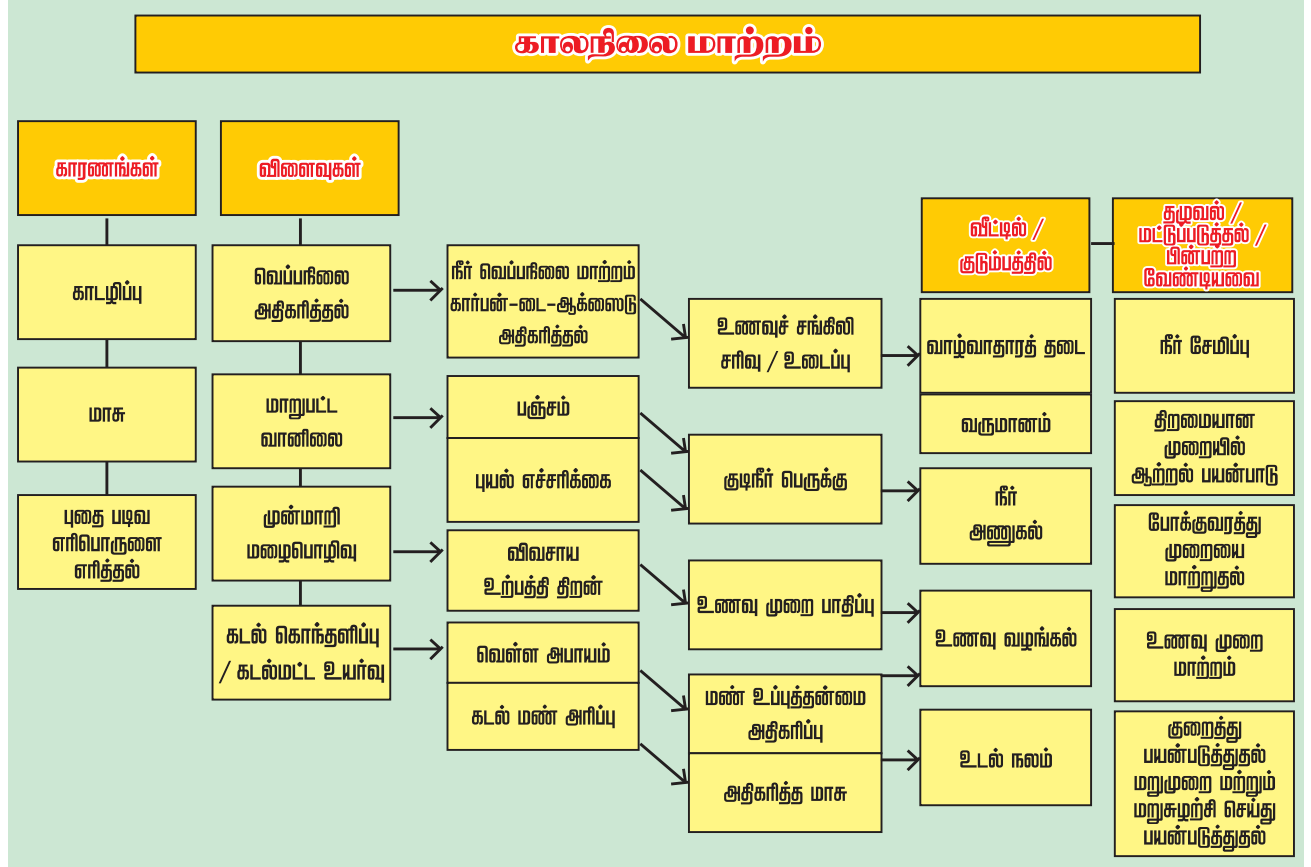 காலநிலை மாற்றம்
காரணங்கள்
காடழிப்பு
மாசு
புதை படிவ
எரிபொருளை
எரித்தல்
விளைவுகள்
வெப்பநிலை
அதிகரித்தல்
மாறுபட்ட
வானிலை
முன்மாறி
மழைபொழிவு
கடல் கொந்தளிப்பு
/ கடல்மட்ட உயர்வு
நீர் வெப்பநிலை மாற்றம்
கார்பன்-டை-ஆக்ஸைடு
அதிகரித்தல்
பஞ்சம்
புயல் எச்சரிக்கை
விவசாய
உற்பத்தி திறன்
வெள்ள அபாயம்
கடல் மண் அரிப்பு
உணவுச் சங்கிலி
சரிவு / உடைப்பு
குடிநீர் பெருக்கு
உணவு முறை பாதிப்பு
மண் உப்புத்தன்மை
அதிகரிப்பு
அதிகரித்த மாசு
வீட்டில் /
குடும்பத்தில்
வாழ்வாதாரத் தடை
வருமானம்
நீர்
அணுகல்
உணவு வழங்கல்
உடல் நலம்
தழுவல் /
மட்டுப்படுத்தல் /
பின்பற்ற
வேண்டியவை
நீர் சேமிப்பு
திறமையான
முறையில்
ஆற்றல் பயன்பாடு
போக்குவரத்து
முறையை
மாற்றுதல்
உணவு முறை
மாற்றம்
குறைத்து
பயன்படுத்துதல்
மறுமுறை மற்றும்
மறுசுழற்சி செய்து
பயன்படுத்துதல்